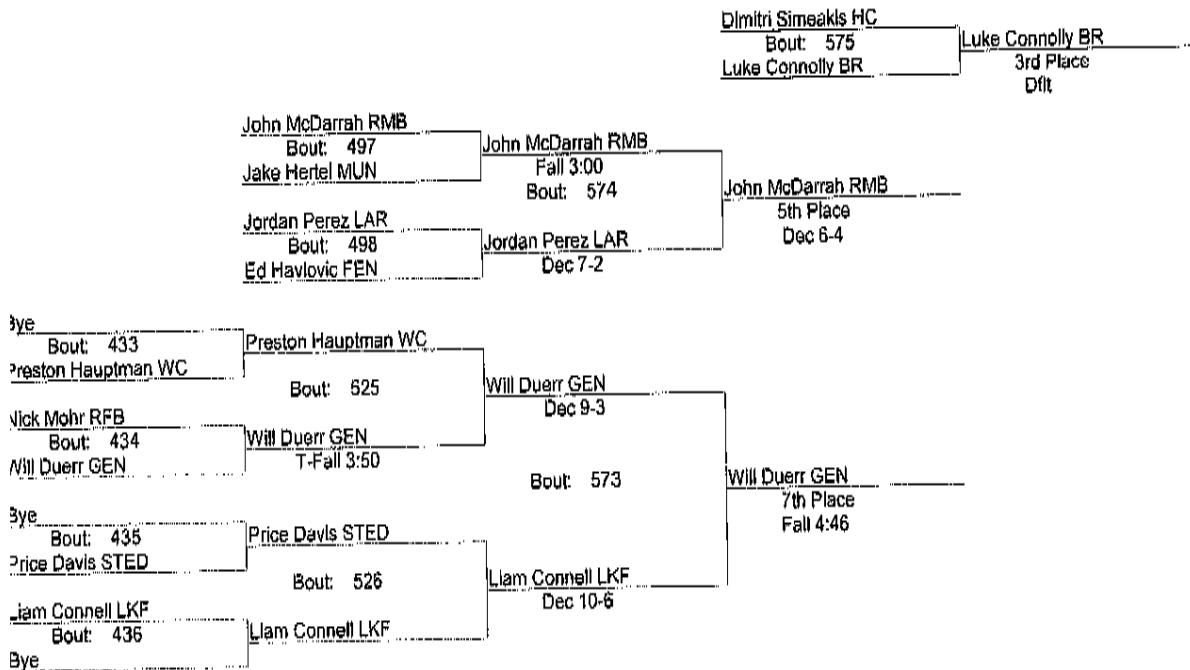 Dimitri Simeakis HC
Bout: 575
Luke Connolly BR
Luke Connolly BR
3rd Place
Dflt
John McDarrah RMB
Bout: 497
Jake Hertel MUN
John McDarrah RMB
Fall 3:00
Bout: 574
John McDarrah RMB
5th Place
Dec 6-4
Jordan Perez LAR
Bout: 498
Ed Havlovic FEN
Jordan Perez LAR
Dec 7-2
Bye
Bout: 433
Preston Hauptman WC
Preston Hauptman WC
Bout: 525
Will Duerr GEN
Dec 9-3
Nick Mohr RFB
Bout: 434
Will Duerr GEN
Will Duerr GEN
T-Fall 3:50
Bout: 573
Will Duerr GEN
7th Place
Fall 4:46
Bye
Bout: 435
Price Davis STED
Price Davis STED
Bout: 526
Liam Connell LKF
Dec 10-6
Liam Connell LKF
Bout: 436
Bye
Liam Connell LKF